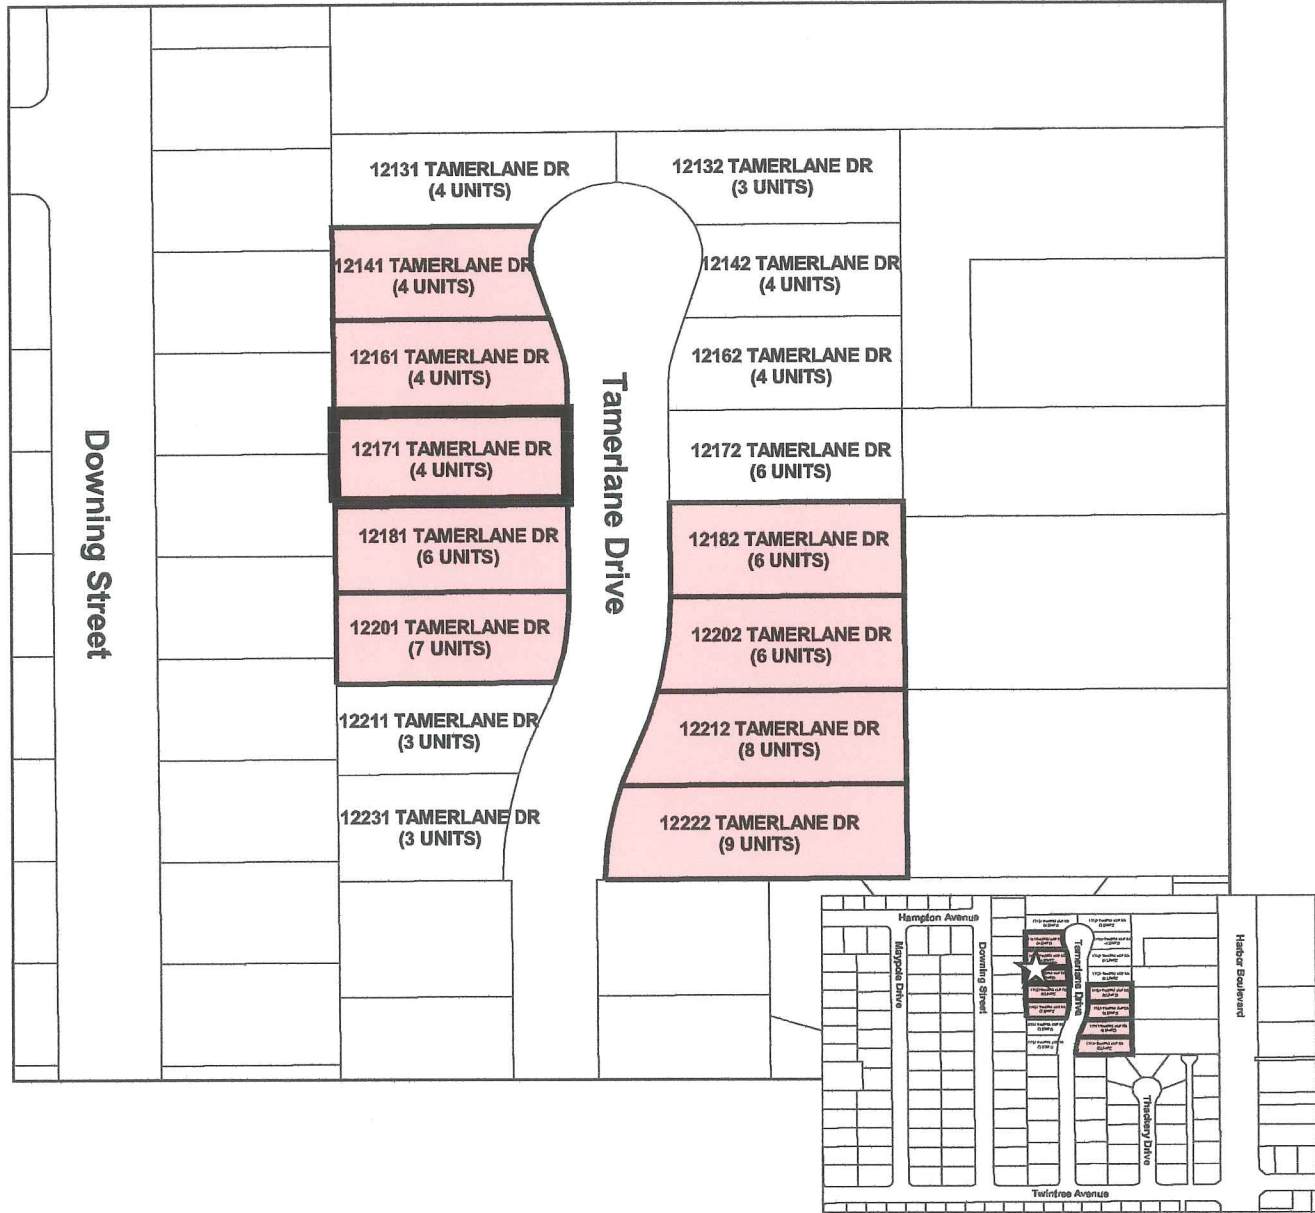 12131 TAMERLANE DR
(4 UNITS)
12132 TAMERLANE DR
(3 UNITS)
12141 TAMERLANE DR
(4 UNITS)
12142 TAMERLANE DR
(4 UNITS)
12161 TAMERLANE DR
(4 UNITS)
12162 TAMERLANE DR
(4 UNITS)
12171 TAMERLANE DR
(4 UNITS)
12172 TAMERLANE DR
(6 UNITS)
12181 TAMERLANE DR
(6 UNITS)
12182 TAMERLANE DR
(6 UNITS)
12201 TAMERLANE DR
(7 UNITS)
12202 TAMERLANE DR
(6 UNITS)
12211 TAMERLANE DR
(3 UNITS)
12212 TAMERLANE DR
(8 UNITS)
12231 TAMERLANE DR
(3 UNITS)
12222 TAMERLANE DR
(9 UNITS)
Downing Street
Tamerlane Drive
Hampton Avenue
Maypole Drive
Downing Street
Tamerlane Drive
Harbor Boulevard
Thackery Drive
Twintree Avenue